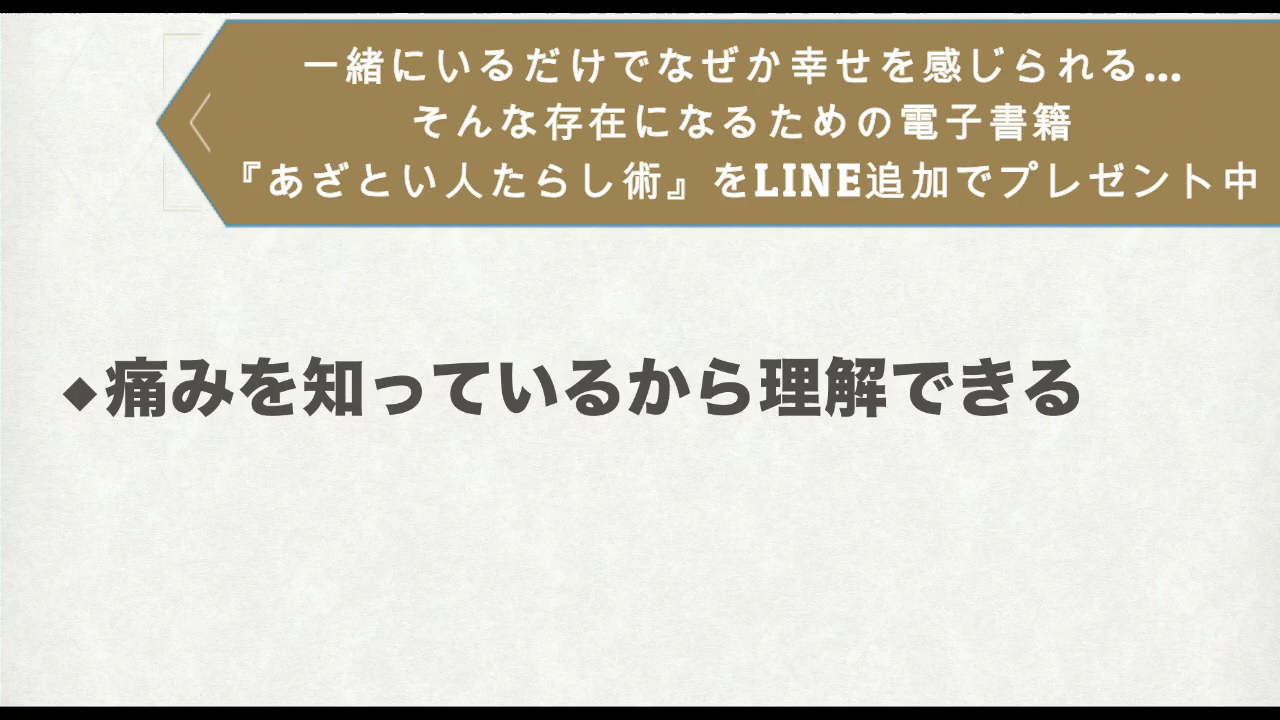 一緒にいるだけでなぜか幸せを感じられる…
そんな存在になるための電子書籍
『あざとい人たらし術』をLINE追加でプレゼント中
◆痛みを知っているから理解できる